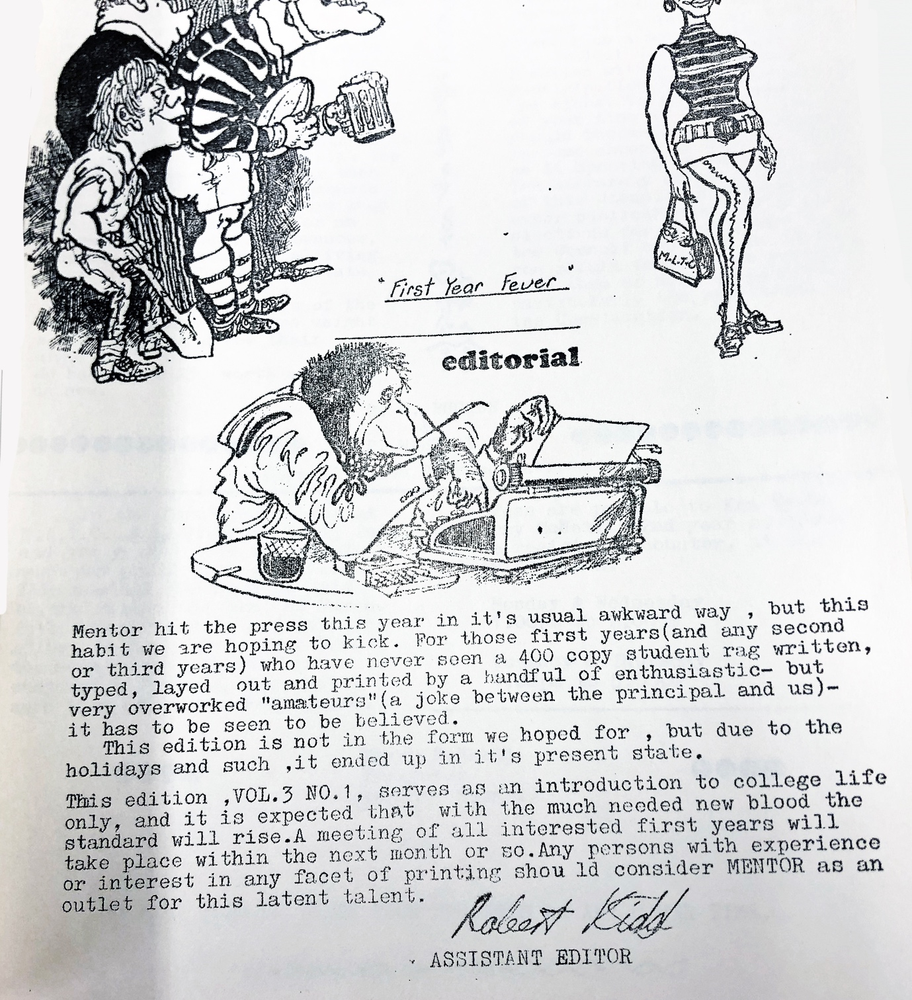 M.L.T.C
"First Year Fever"
editorial
Mentor hit the press this year in it's usual awkward way , but this
habit we are hoping to kick. For those first years(and any second
or third years) who have never seen a 400 copy student rag written,
typed, layed out and printed by a handful of enthusiastic- but
very overworked "amateurs"(a joke between the principal and us)-
it has to be seen to be believed.
This edition is not in the form we hoped for , but due to the
holidays and such ,it ended up in it's present state.
This edition ,VOL.3 NO.1, serves as an introduction to college life
only, and it is expected that with the much needed new blood the
standard will rise.A meeting of all interested first years will
take place within the next month or so.Any persons with experience
or interest in any facet of printing shou ld consider MENTOR as an
outlet for this latent talent.
Robert Kidd
ASSISTANT EDITOR